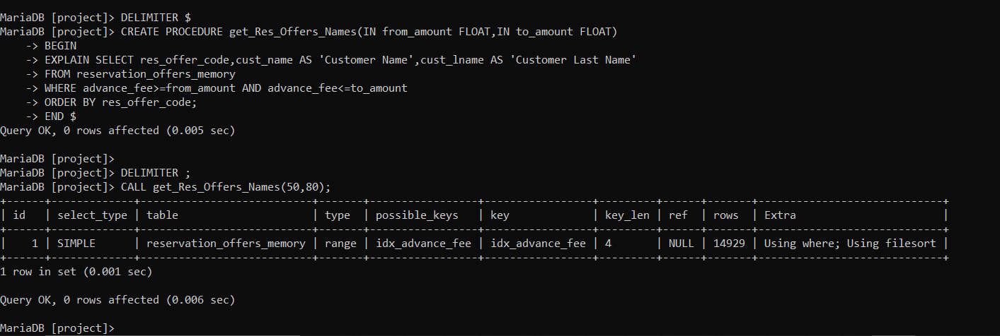 MariaDB [project]> DELIMITER $
MariaDB [project]> CREATE PROCEDURE get_Res_Offers_Names(IN from_amount FLOAT,IN to_amount FLOAT)
    -> BEGIN
    -> EXPLAIN SELECT res_offer_code,cust_name AS 'Customer Name',cust_lname AS 'Customer Last Name'
    -> FROM reservation_offers_memory
    -> WHERE advance_fee>=from_amount AND advance_fee<=to_amount
    -> ORDER BY res_offer_code;
    -> END $
Query OK, 0 rows affected (0.005 sec)

MariaDB [project]>
MariaDB [project]> DELIMITER ;
MariaDB [project]> CALL get_Res_Offers_Names(50,80);
+------+-------------+---------------------------+-------+-----------------+-----------------+---------+------+-------+-----------------------------+
| id   | select_type | table                     | type  | possible_keys   | key             | key_len | ref  | rows  | Extra                       |
+------+-------------+---------------------------+-------+-----------------+-----------------+---------+------+-------+-----------------------------+
|    1 | SIMPLE      | reservation_offers_memory | range | idx_advance_fee | idx_advance_fee | 4       | NULL | 14929 | Using where; Using filesort |
+------+-------------+---------------------------+-------+-----------------+-----------------+---------+------+-------+-----------------------------+
1 row in set (0.001 sec)

Query OK, 0 rows affected (0.006 sec)

MariaDB [project]>